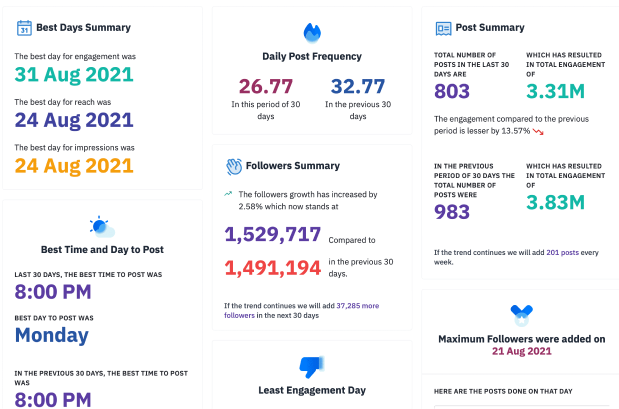 31
Best Days Summary
The best day for engagement was
31 Aug 2021
The best day for reach was
24 Aug 2021
The best day for impressions was
24 Aug 2021
Best Time and Day to Post
LAST 30 DAYS, THE BEST TIME TO POST WAS
8:00 PM
BEST DAY TO POST WAS
Monday
IN THE PREVIOUS 30 DAYS, THE BEST TIME TO POST
WAS
8:00 PM
Daily Post Frequency
26.77
In this period of 30
days
32.77
In the previous 30
days
Followers Summary
The followers growth has increased by
2.58% which now stands at
1,529,717 Compared to
1,491,194 in the previous 30
days.
If the trend continues we will add 37,285 more
followers in the next 30 days
Least Engagement Day
Post Summary
TOTAL NUMBER OF
POSTS IN THE LAST 30
DAYS ARE
803
WHICH HAS RESULTED
IN TOTAL ENGAGEMENT
OF
3.31M
The engagement compared to the previous
period is lesser by 13.57%
IN THE PREVIOUS
PERIOD OF 30 DAYS THE
TOTAL NUMBER OF
POSTS WERE
983
WHICH HAS RESULTED
IN TOTAL ENGAGEMENT
OF
3.83M
If the trend continues we will add 201 posts every
week.
Maximum Followers were added on
21 Aug 2021
HERE ARE THE POSTS DONE ON THAT DAY